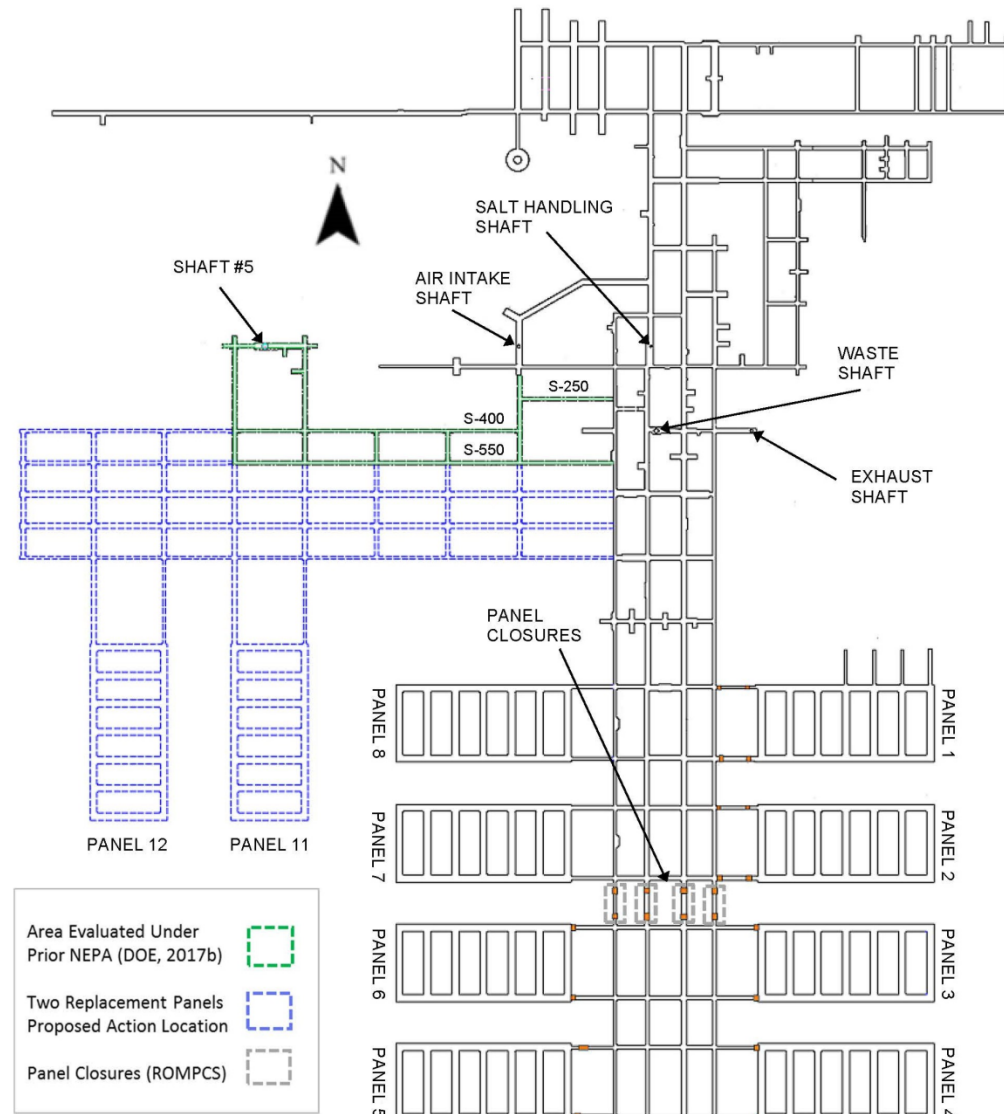 N
SALT HANDLING
SHAFT
SHAFT #5
AIR INTAKE
SHAFT
WASTE
SHAFT
S-250
S-400
S-550
EXHAUST
SHAFT
PANEL
CLOSURES
PANEL 8
PANEL 1
PANEL 7
PANEL 2
PANEL 12
PANEL 11
PANEL 6
PANEL 3
PANEL 5
PANEL 4
Area Evaluated Under
Prior NEPA (DOE, 2017b)
Two Replacement Panels
Proposed Action Location
Panel Closures (ROMPCS)